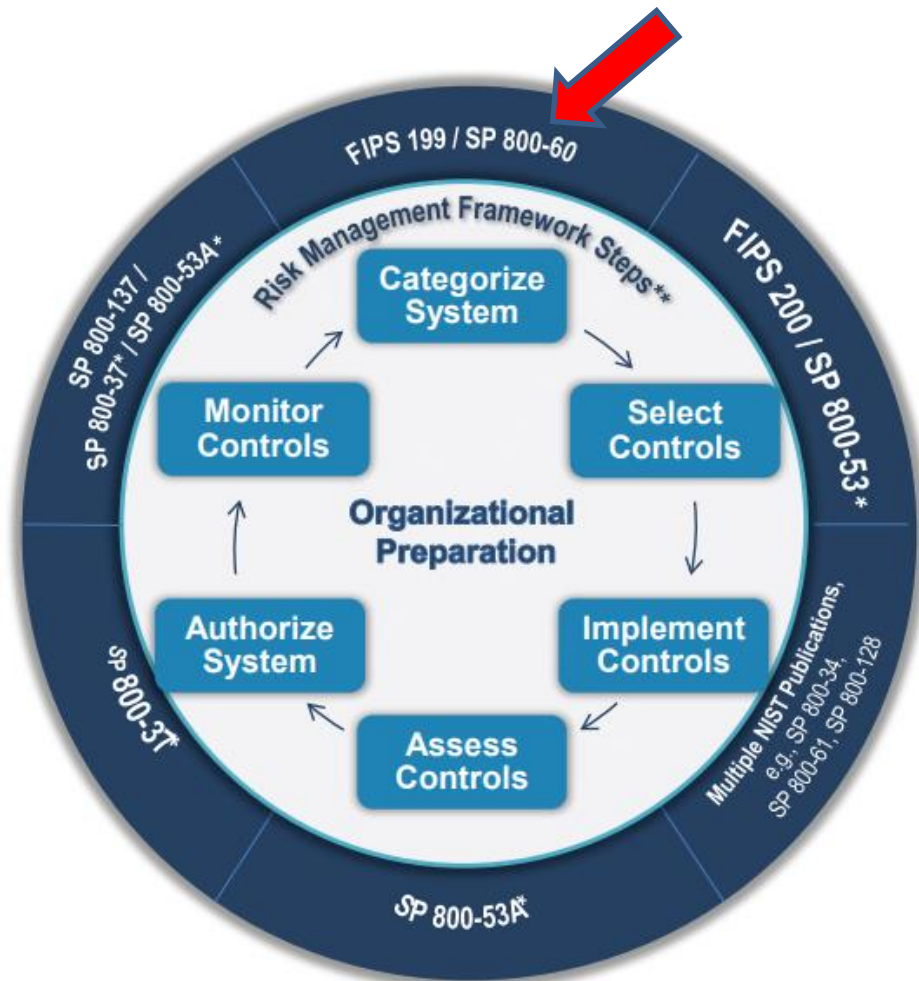 FIPS 199 / SP 800-60
FIPS 200 / SP 800-53*
Multiple NIST Publications,
e.g., SP 800-34,
SP 800-61, SP 800-128
SP 800-53A*
SP 800-37*
SP 800-137 /
SP 800-37* / SP 800-53A*
Risk Management Framework Steps**
Categorize
System
Select
Controls
Implement
Controls
Assess
Controls
Authorize
System
Monitor
Controls
Organizational
Preparation